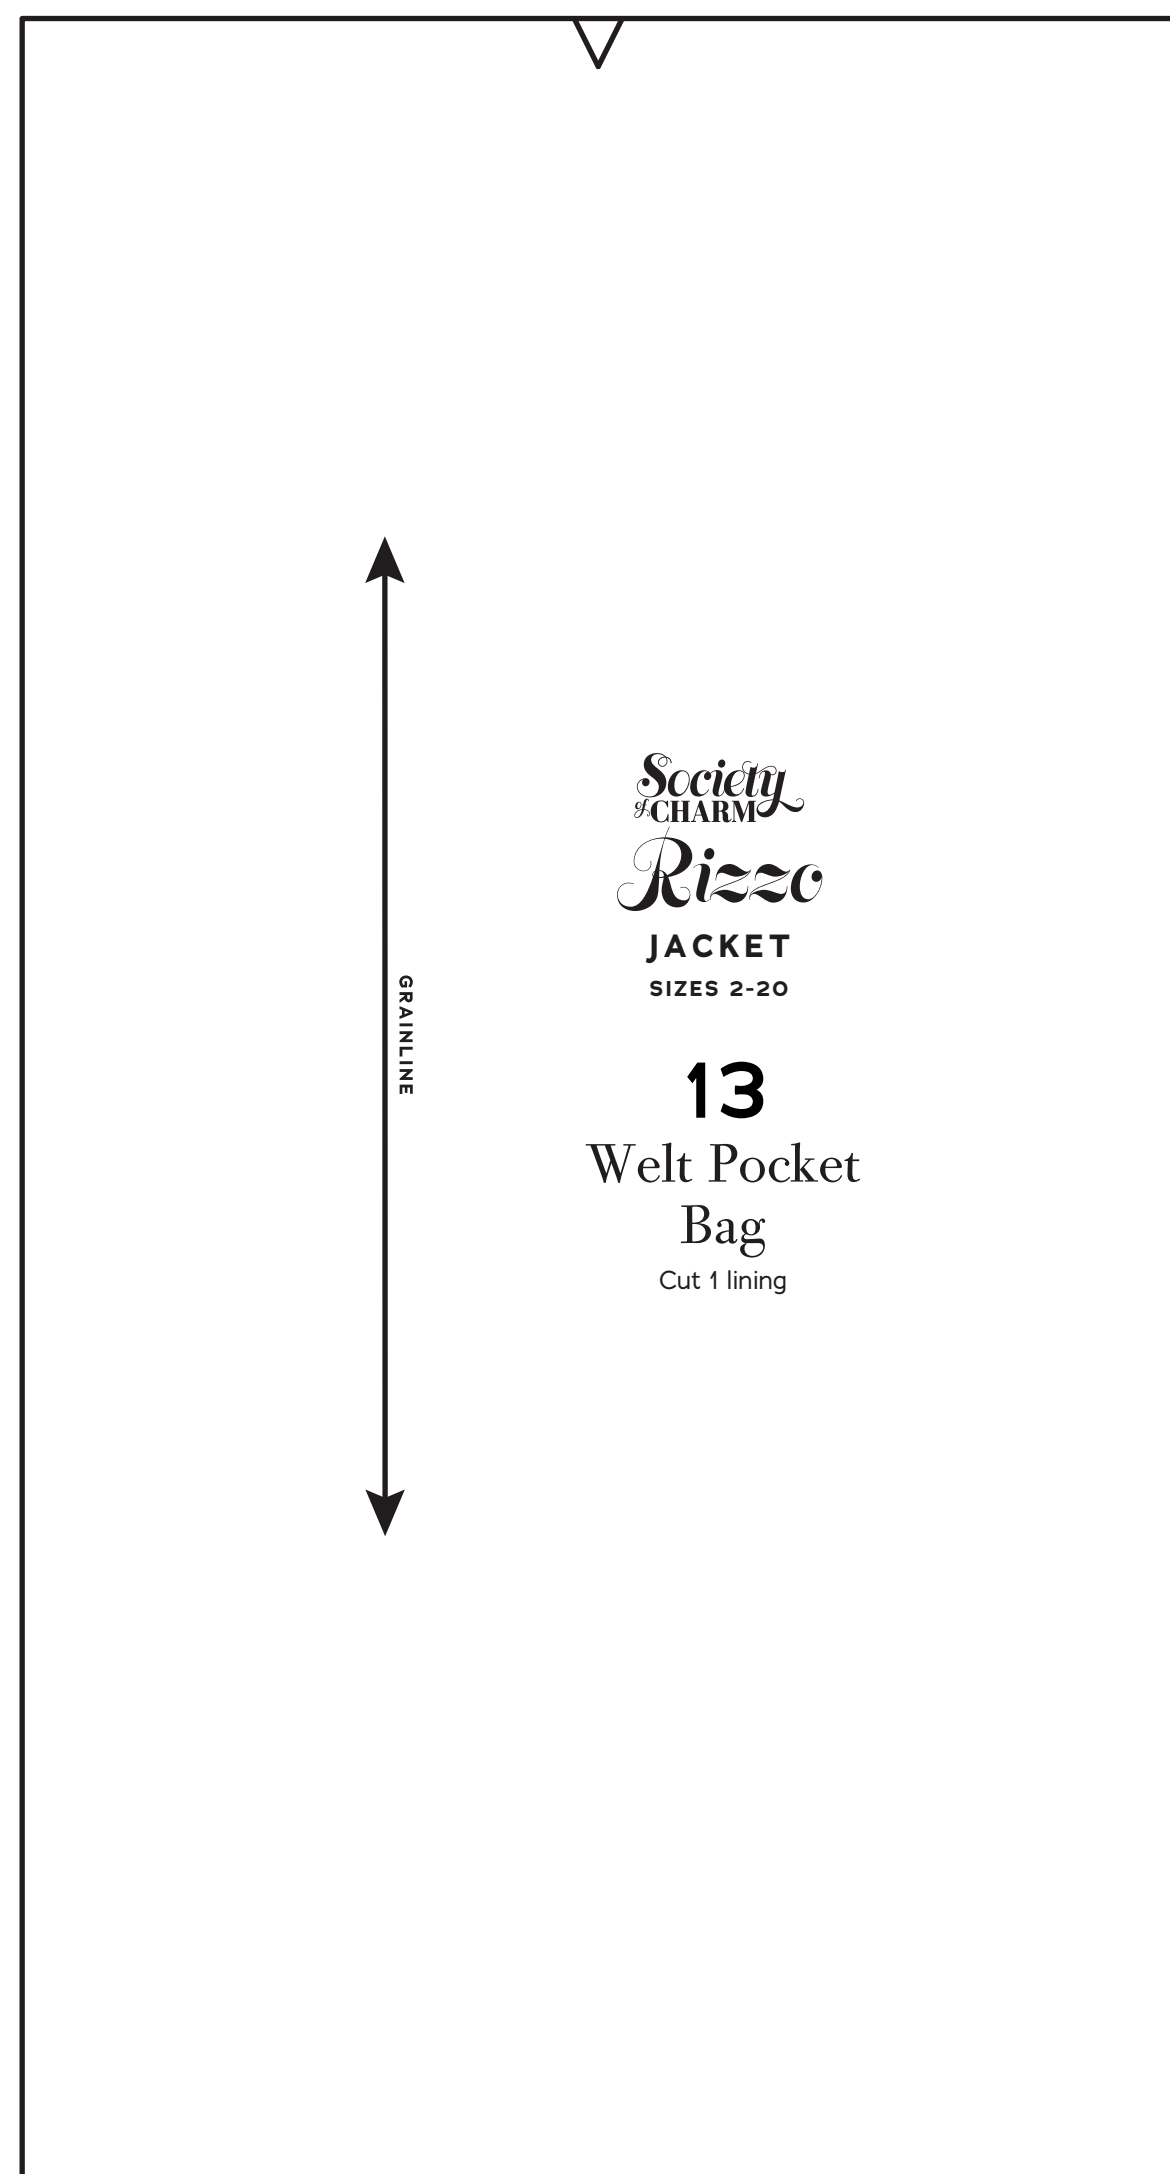 Society
of CHARM
Rizzo
JACKET
SIZES 2-20
GRAINLINE
13
Welt Pocket
Bag
Cut 1 lining